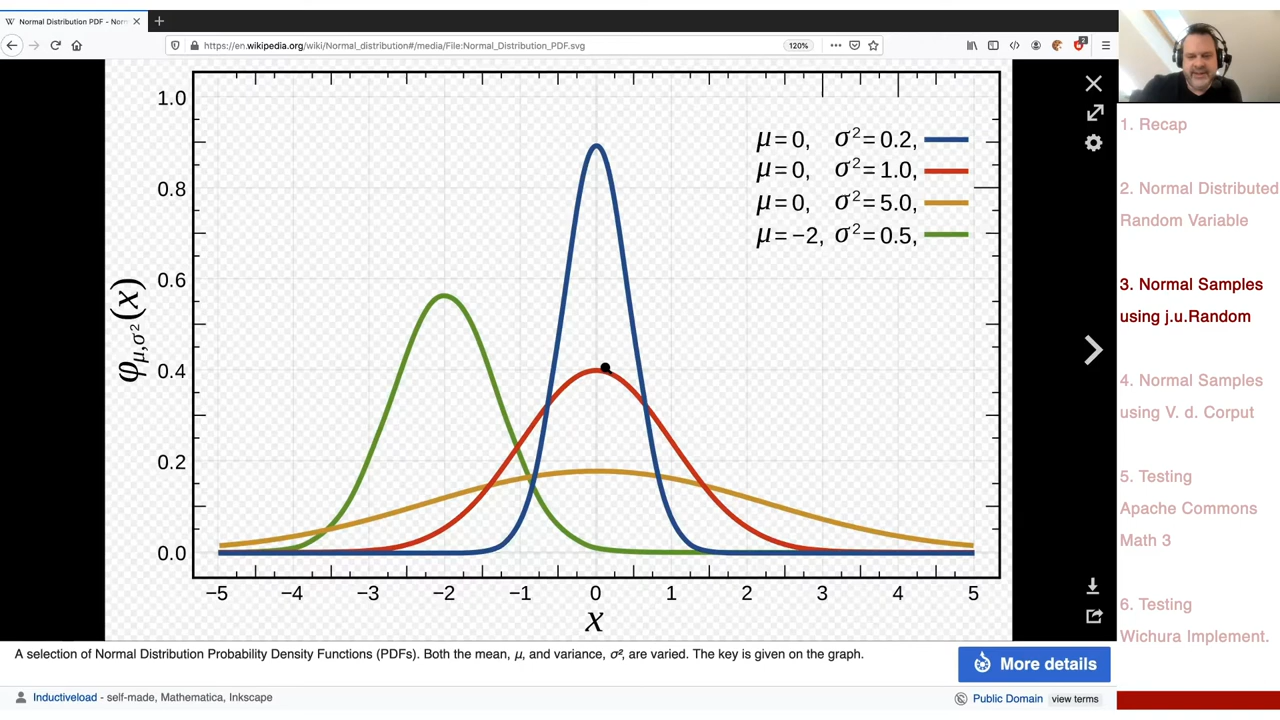 Normal Distribution PDF - Norm
https://en.wikipedia.org/wiki/Normal_distribution#/media/File:Normal_Distribution_PDF.svg
120%
2
1.0
0.8
0.6
0.4
0.2
0.0
φμ,σ²(x)
μ=0, σ²=0.2,
μ=0, σ²=1.0,
μ=0, σ²=5.0,
μ=−2, σ²=0.5,
−5 −4 −3 −2 −1 0 1 2 3 4 5
x
A selection of Normal Distribution Probability Density Functions (PDFs). Both the mean, μ, and variance, σ², are varied. The key is given on the graph.
More details
Inductiveload - self-made, Mathematica, Inkscape
Public Domain view terms
1. Recap
2. Normal Distributed
Random Variable
3. Normal Samples
using j.u.Random
4. Normal Samples
using V. d. Corput
5. Testing
Apache Commons
Math 3
6. Testing
Wichura Implement.